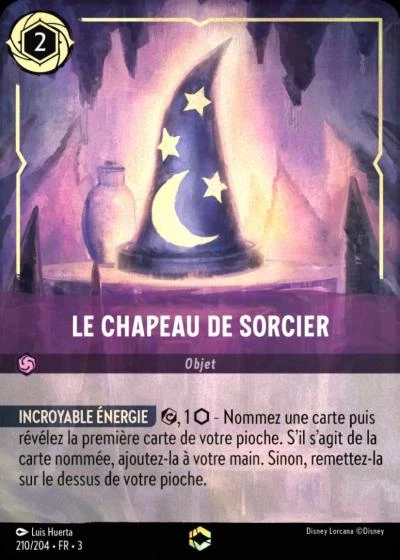 2
LE CHAPEAU DE SORCIER
Objet
INCROYABLE ÉNERGIE , 1 - Nommez une carte puis
révélez la première carte de votre pioche. S'il s'agit de la
carte nommée, ajoutez-la à votre main. Sinon, remettez-la
sur le dessus de votre pioche.
Luis Huerta
Disney Lorcana ©Disney
210/204 • FR • 3